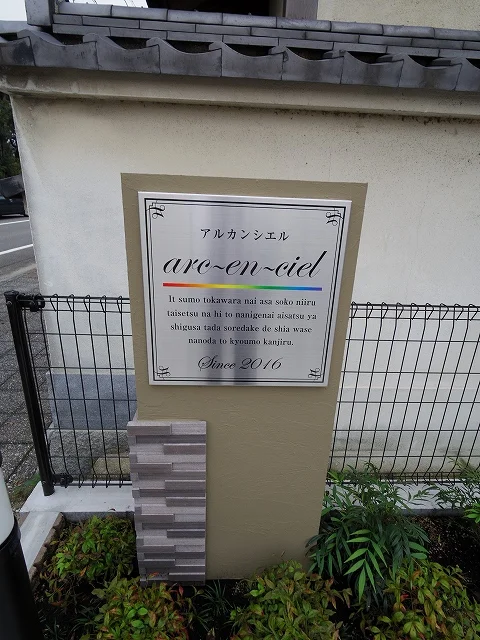 アルカンシエル
arc~en~ciel
It sumo tokawara nai asa soko niiru
taisetsu na hi to nanigenai aisatsu ya
shigusa tada soredake de shia wase
nanoda to kyoumo kanjiru.
Since 2016